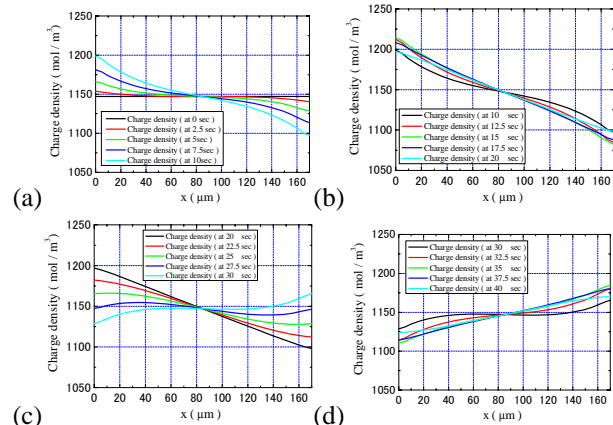 1250
1200
1150
1100
1050
Charge density ( mol / m³ )
Charge density ( at 0 sec )
Charge density ( at 2.5 sec )
Charge density ( at 5sec )
Charge density ( at 7.5sec )
Charge density ( at 10sec )
0 20 40 60 80 100 120 140 160
x ( μm )
(a)
1250
1200
1150
1100
1050
Charge density ( mol / m³ )
Charge density ( at 10 sec )
Charge density ( at 12.5 sec )
Charge density ( at 15 sec )
Charge density ( at 17.5 sec )
Charge density ( at 20 sec )
0 20 40 60 80 100 120 140 160
x ( μm )
(b)
1250
1200
1150
1100
1050
Charge density ( mol / m³ )
Charge density ( at 20 sec )
Charge density ( at 22.5 sec )
Charge density ( at 25 sec )
Charge density ( at 27.5 sec )
Charge density ( at 30 sec )
0 20 40 60 80 100 120 140 160
x ( μm )
(c)
1250
1200
1150
1100
1050
Charge density ( mol / m³ )
Charge density ( at 30 sec )
Charge density ( at 32.5 sec )
Charge density ( at 35 sec )
Charge density ( at 37.5 sec )
Charge density ( at 40 sec )
0 20 40 60 80 100 120 140 160
x ( μm )
(d)